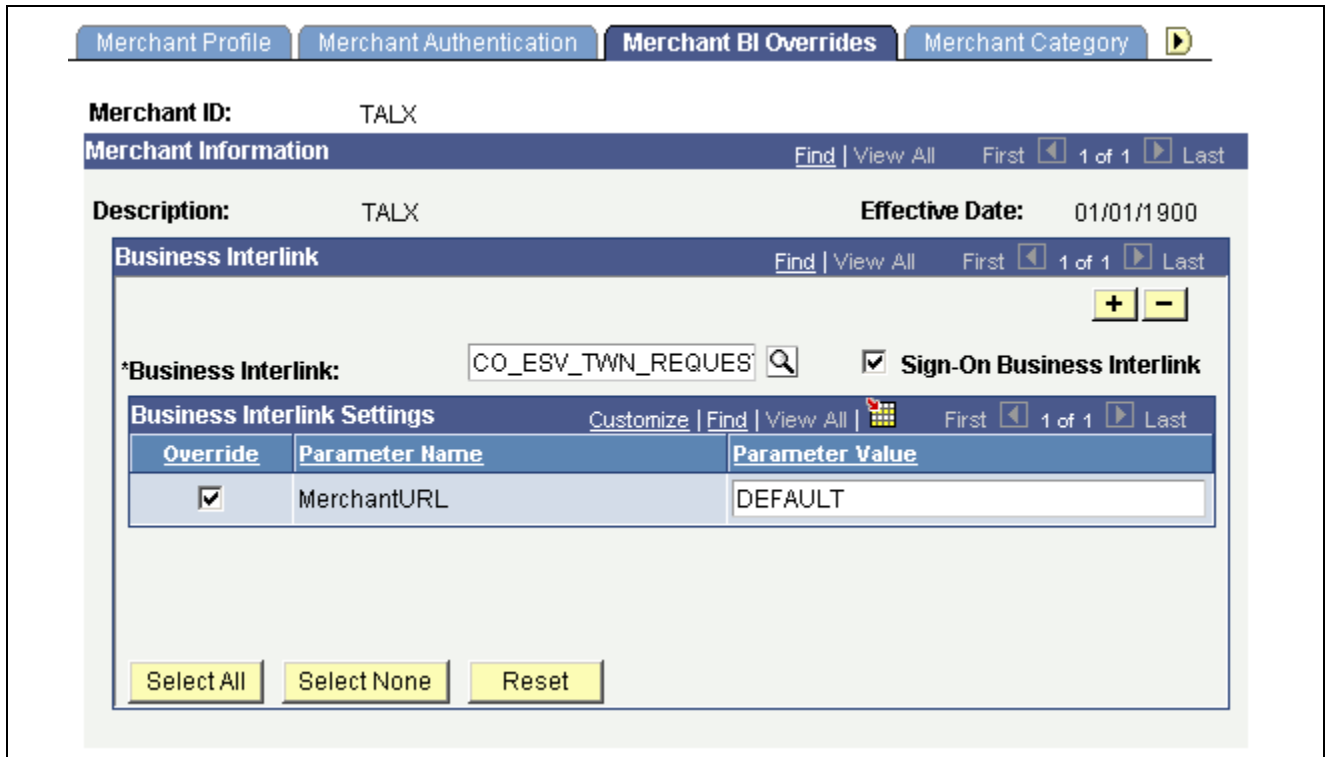 Merchant Profile Merchant Authentication Merchant BI Overrides Merchant Category
Merchant ID: TALX
Merchant Information Find | View All First 1 of 1 Last
Description: TALX Effective Date: 01/01/1900
Business Interlink Find | View All First 1 of 1 Last
+ −
*Business Interlink: CO_ESV_TWN_REQUES Sign-On Business Interlink
Business Interlink Settings Customize | Find | View All | First 1 of 1 Last
Override Parameter Name Parameter Value
MerchantURL DEFAULT
Select All Select None Reset